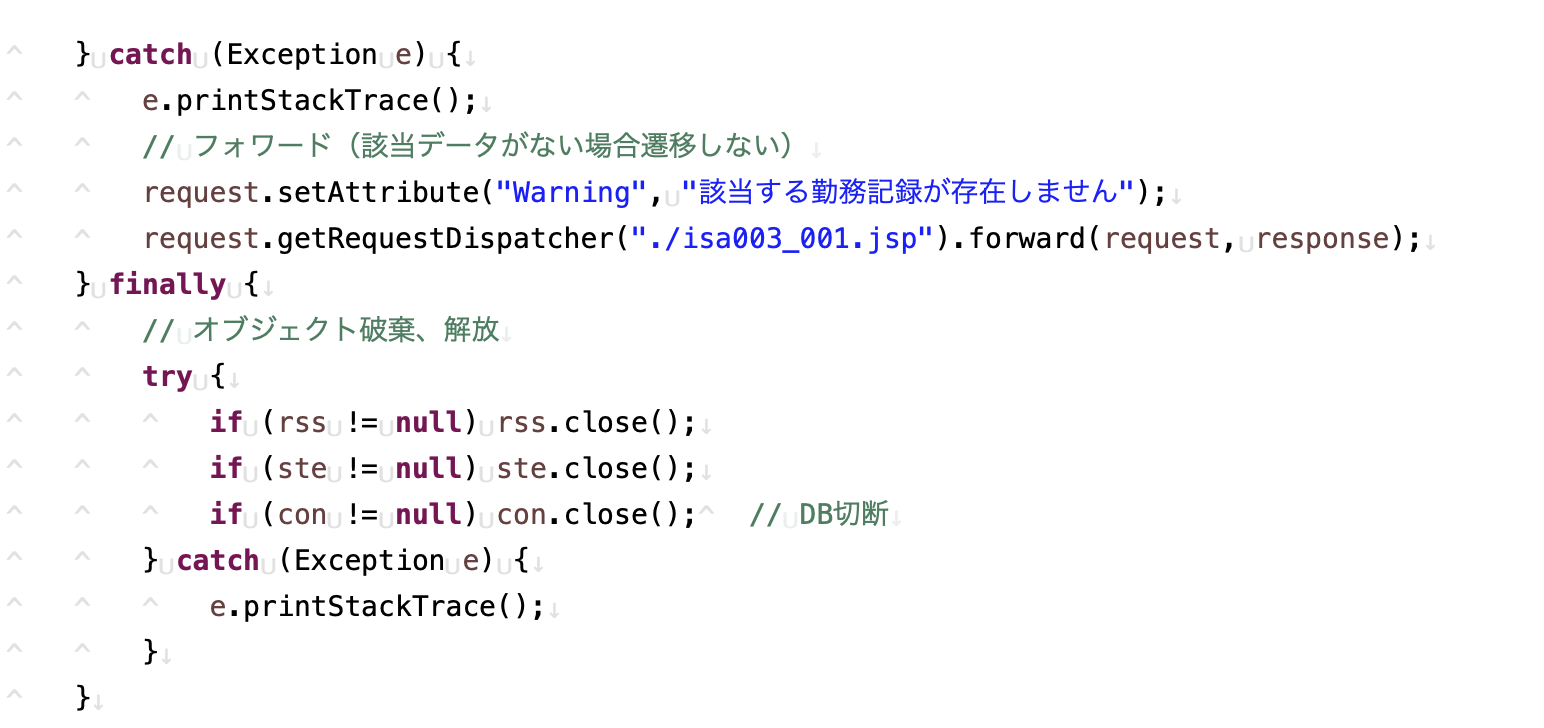 } catch (Exception e) {
e.printStackTrace();
// フォワード（該当データがない場合遷移しない）
request.setAttribute("Warning", "該当する勤務記録が存在しません");
request.getRequestDispatcher("./isa003_001.jsp").forward(request, response);
} finally {
// オブジェクト破棄、解放
try {
if (rss != null) rss.close();
if (ste != null) ste.close();
if (con != null) con.close(); // DB切断
} catch (Exception e) {
e.printStackTrace();
}
}